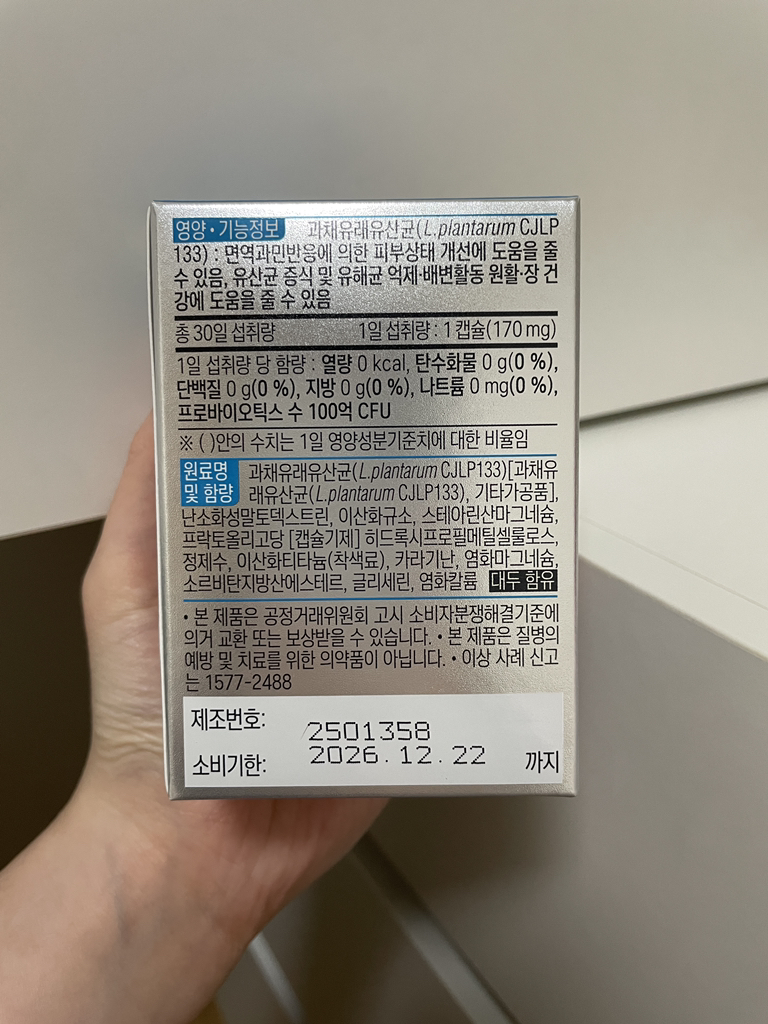 영양·기능정보 과채유래유산균(L.plantarum CJLP
133) : 면역과민반응에 의한 피부상태 개선에 도움을 줄
수 있음, 유산균 증식 및 유해균 억제·배변활동 원활·장 건
강에 도움을 줄 수 있음
총 30일 섭취량 1일 섭취량 : 1 캡슐(170 mg)
1일 섭취량 당 함량 : 열량 0 kcal, 탄수화물 0 g(0 %),
단백질 0 g(0 %), 지방 0 g(0 %), 나트륨 0 mg(0 %),
프로바이오틱스 수 100억 CFU
※ ( )안의 수치는 1일 영양성분기준치에 대한 비율임
원료명 과채유래유산균(L.plantarum CJLP133)[과채유
및 함량 래유산균(L.plantarum CJLP133), 기타가공품],
난소화성말토덱스트린, 이산화규소, 스테아린산마그네슘,
프락토올리고당 [캡슐기제] 히드록시프로필메틸셀룰로스,
정제수, 이산화티타늄(착색료), 카라기난, 염화마그네슘,
소르비탄지방산에스테르, 글리세린, 염화칼륨 대두 함유
• 본 제품은 공정거래위원회 고시 소비자분쟁해결기준에
의거 교환 또는 보상받을 수 있습니다. • 본 제품은 질병의
예방 및 치료를 위한 의약품이 아닙니다. • 이상 사례 신고
는 1577-2488
제조번호: 2501358
소비기한: 2026.12.22 까지